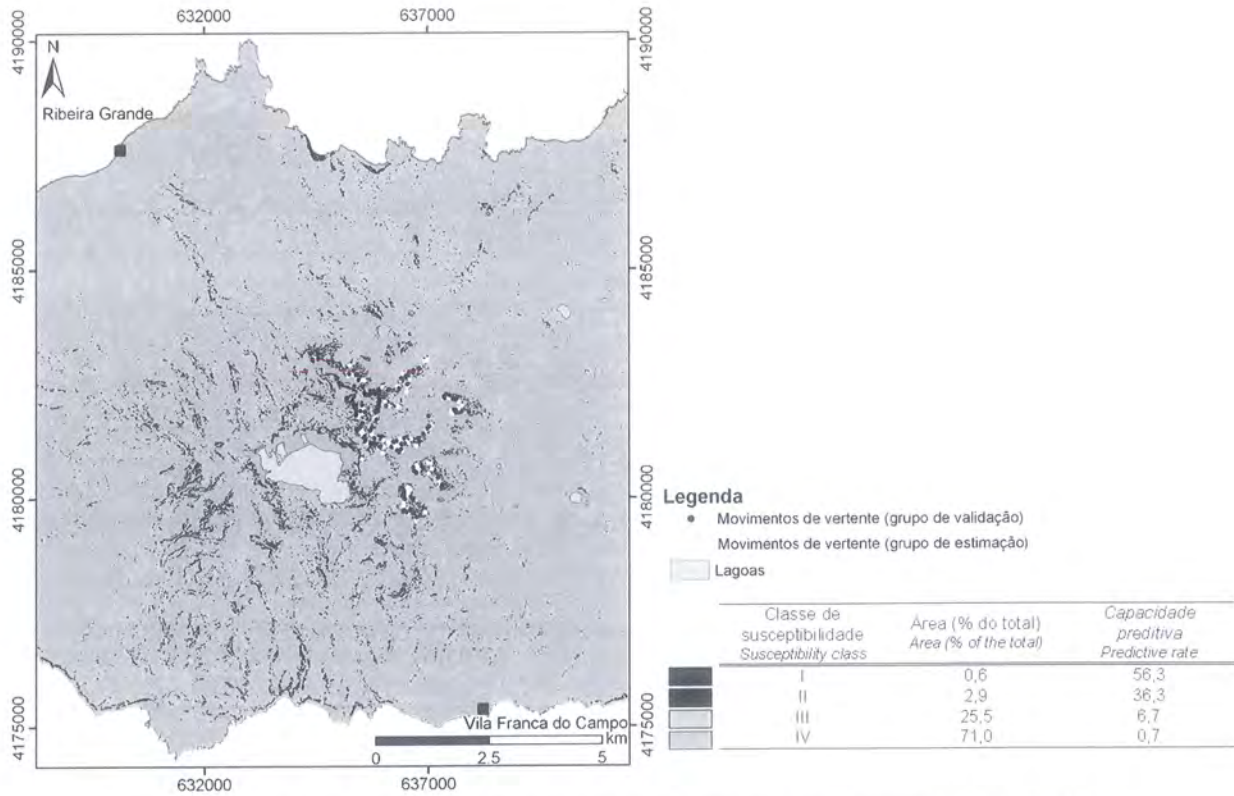 632000 637000
4190000 4190000
N
Ribeira Grande
4185000 4185000
4180000 4180000
4175000 4175000
Vila Franca do Campo
km
0 2.5 5
632000 637000
Legenda
Movimentos de vertente (grupo de validação)
Movimentos de vertente (grupo de estimação)
Lagoas
Classe de susceptibilidade Susceptibility class
Área (% do total) Area (% of the total)
Capacidade preditiva Predictive rate
I 0,6 56,3
II 2,9 36,3
III 25,5 6,7
IV 71,0 0,7